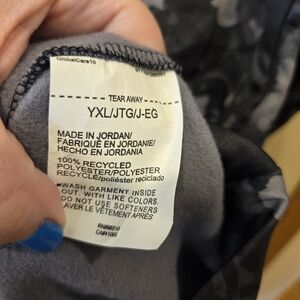 GlobalCare10
TEAR AWAY
YXL/JTG/J-EG
MADE IN JORDAN/
FABRIQUÉ EN JORDANIE/
HECHO EN JORDANIA
100% RECYCLED
POLYESTER/POLYESTER
RECYCLÉ/poliéster reciclado
WASH GARMENT INSIDE
OUT, WITH LIKE COLORS.
DO NOT USE SOFTENERS
LAVER LE VÊTEMENT APRÈS